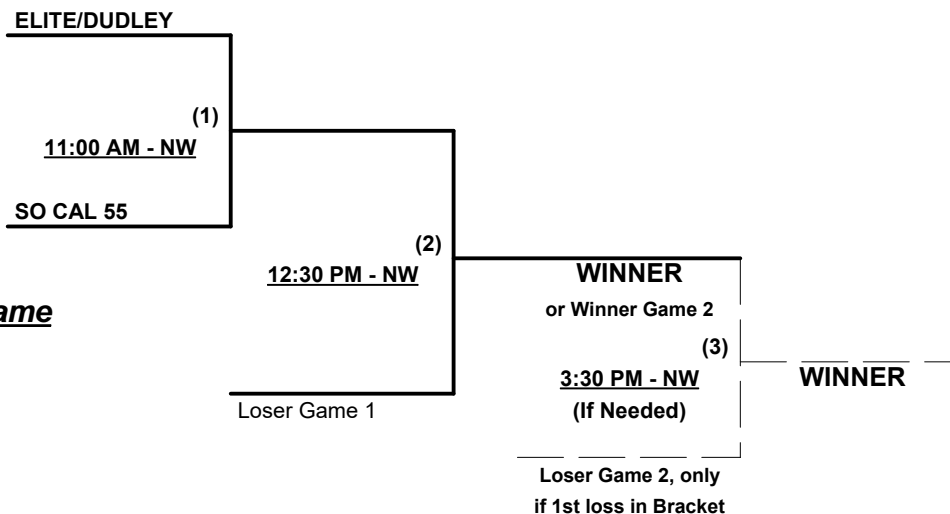 ELITE/DUDLEY
(1)
11:00 AM - NW
SO CAL 55
(2)
12:30 PM - NW
WINNER
or Winner Game 2
ame
(3)
3:30 PM - NW
WINNER
(If Needed)
Loser Game 1
Loser Game 2, only
if 1st loss in Bracket